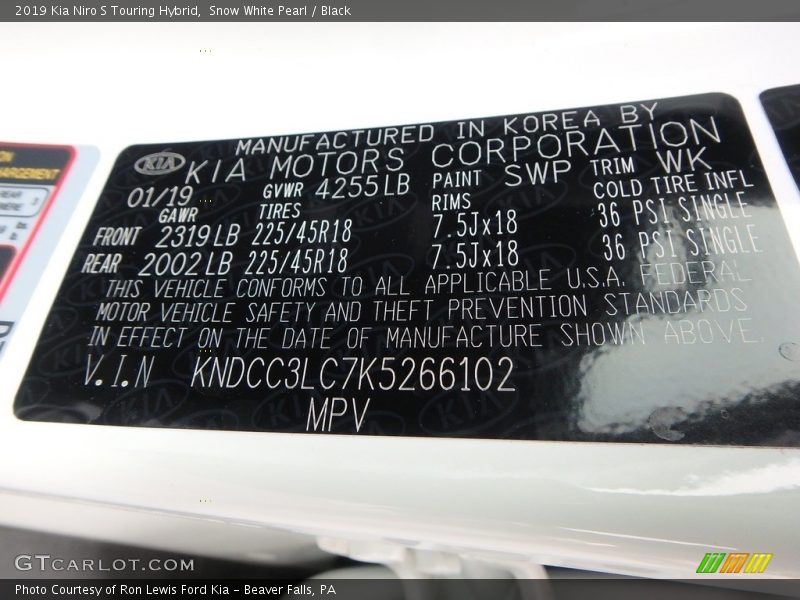 2019 Kia Niro S Touring Hybrid,  Snow White Pearl / Black
MANUFACTURED IN KOREA BY
KIA KIA MOTORS CORPORATION
01/19 GVWR 4255LB PAINT SWP TRIM WK
GAWR TIRES RIMS COLD TIRE INFL
FRONT 2319LB 225/45R18 7.5Jx18 36 PSI SINGLE
REAR 2002LB 225/45R18 7.5Jx18 36 PSI SINGLE
THIS VEHICLE CONFORMS TO ALL APPLICABLE U.S.A. FEDERAL
MOTOR VEHICLE SAFETY AND THEFT PREVENTION STANDARDS
IN EFFECT ON THE DATE OF MANUFACTURE SHOWN ABOVE.
V.I.N KNDCC3LC7K5266102
MPV
GTCARLOT.COM
Photo Courtesy of Ron Lewis Ford Kia - Beaver Falls, PA